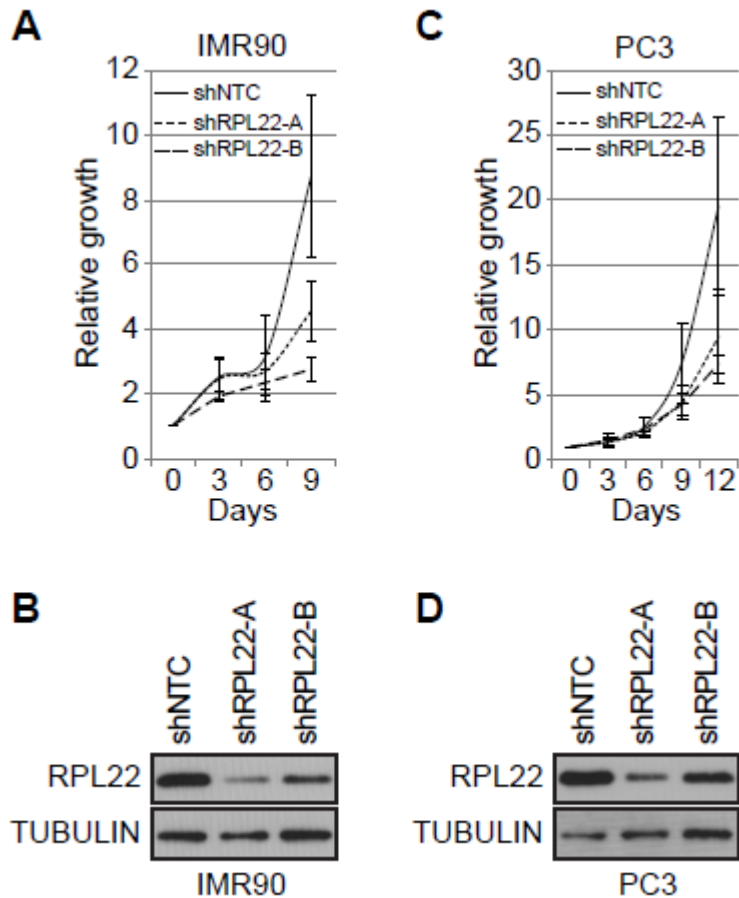 A
IMR90
12
10
8
6
4
2
0
Relative growth
shNTC
shRPL22-A
shRPL22-B
0 3 6 9
Days
C
PC3
30
25
20
15
10
5
0
Relative growth
shNTC
shRPL22-A
shRPL22-B
0 3 6 9 12
Days
B
shNTC
shRPL22-A
shRPL22-B
RPL22
TUBULIN
IMR90
D
shNTC
shRPL22-A
shRPL22-B
RPL22
TUBULIN
PC3